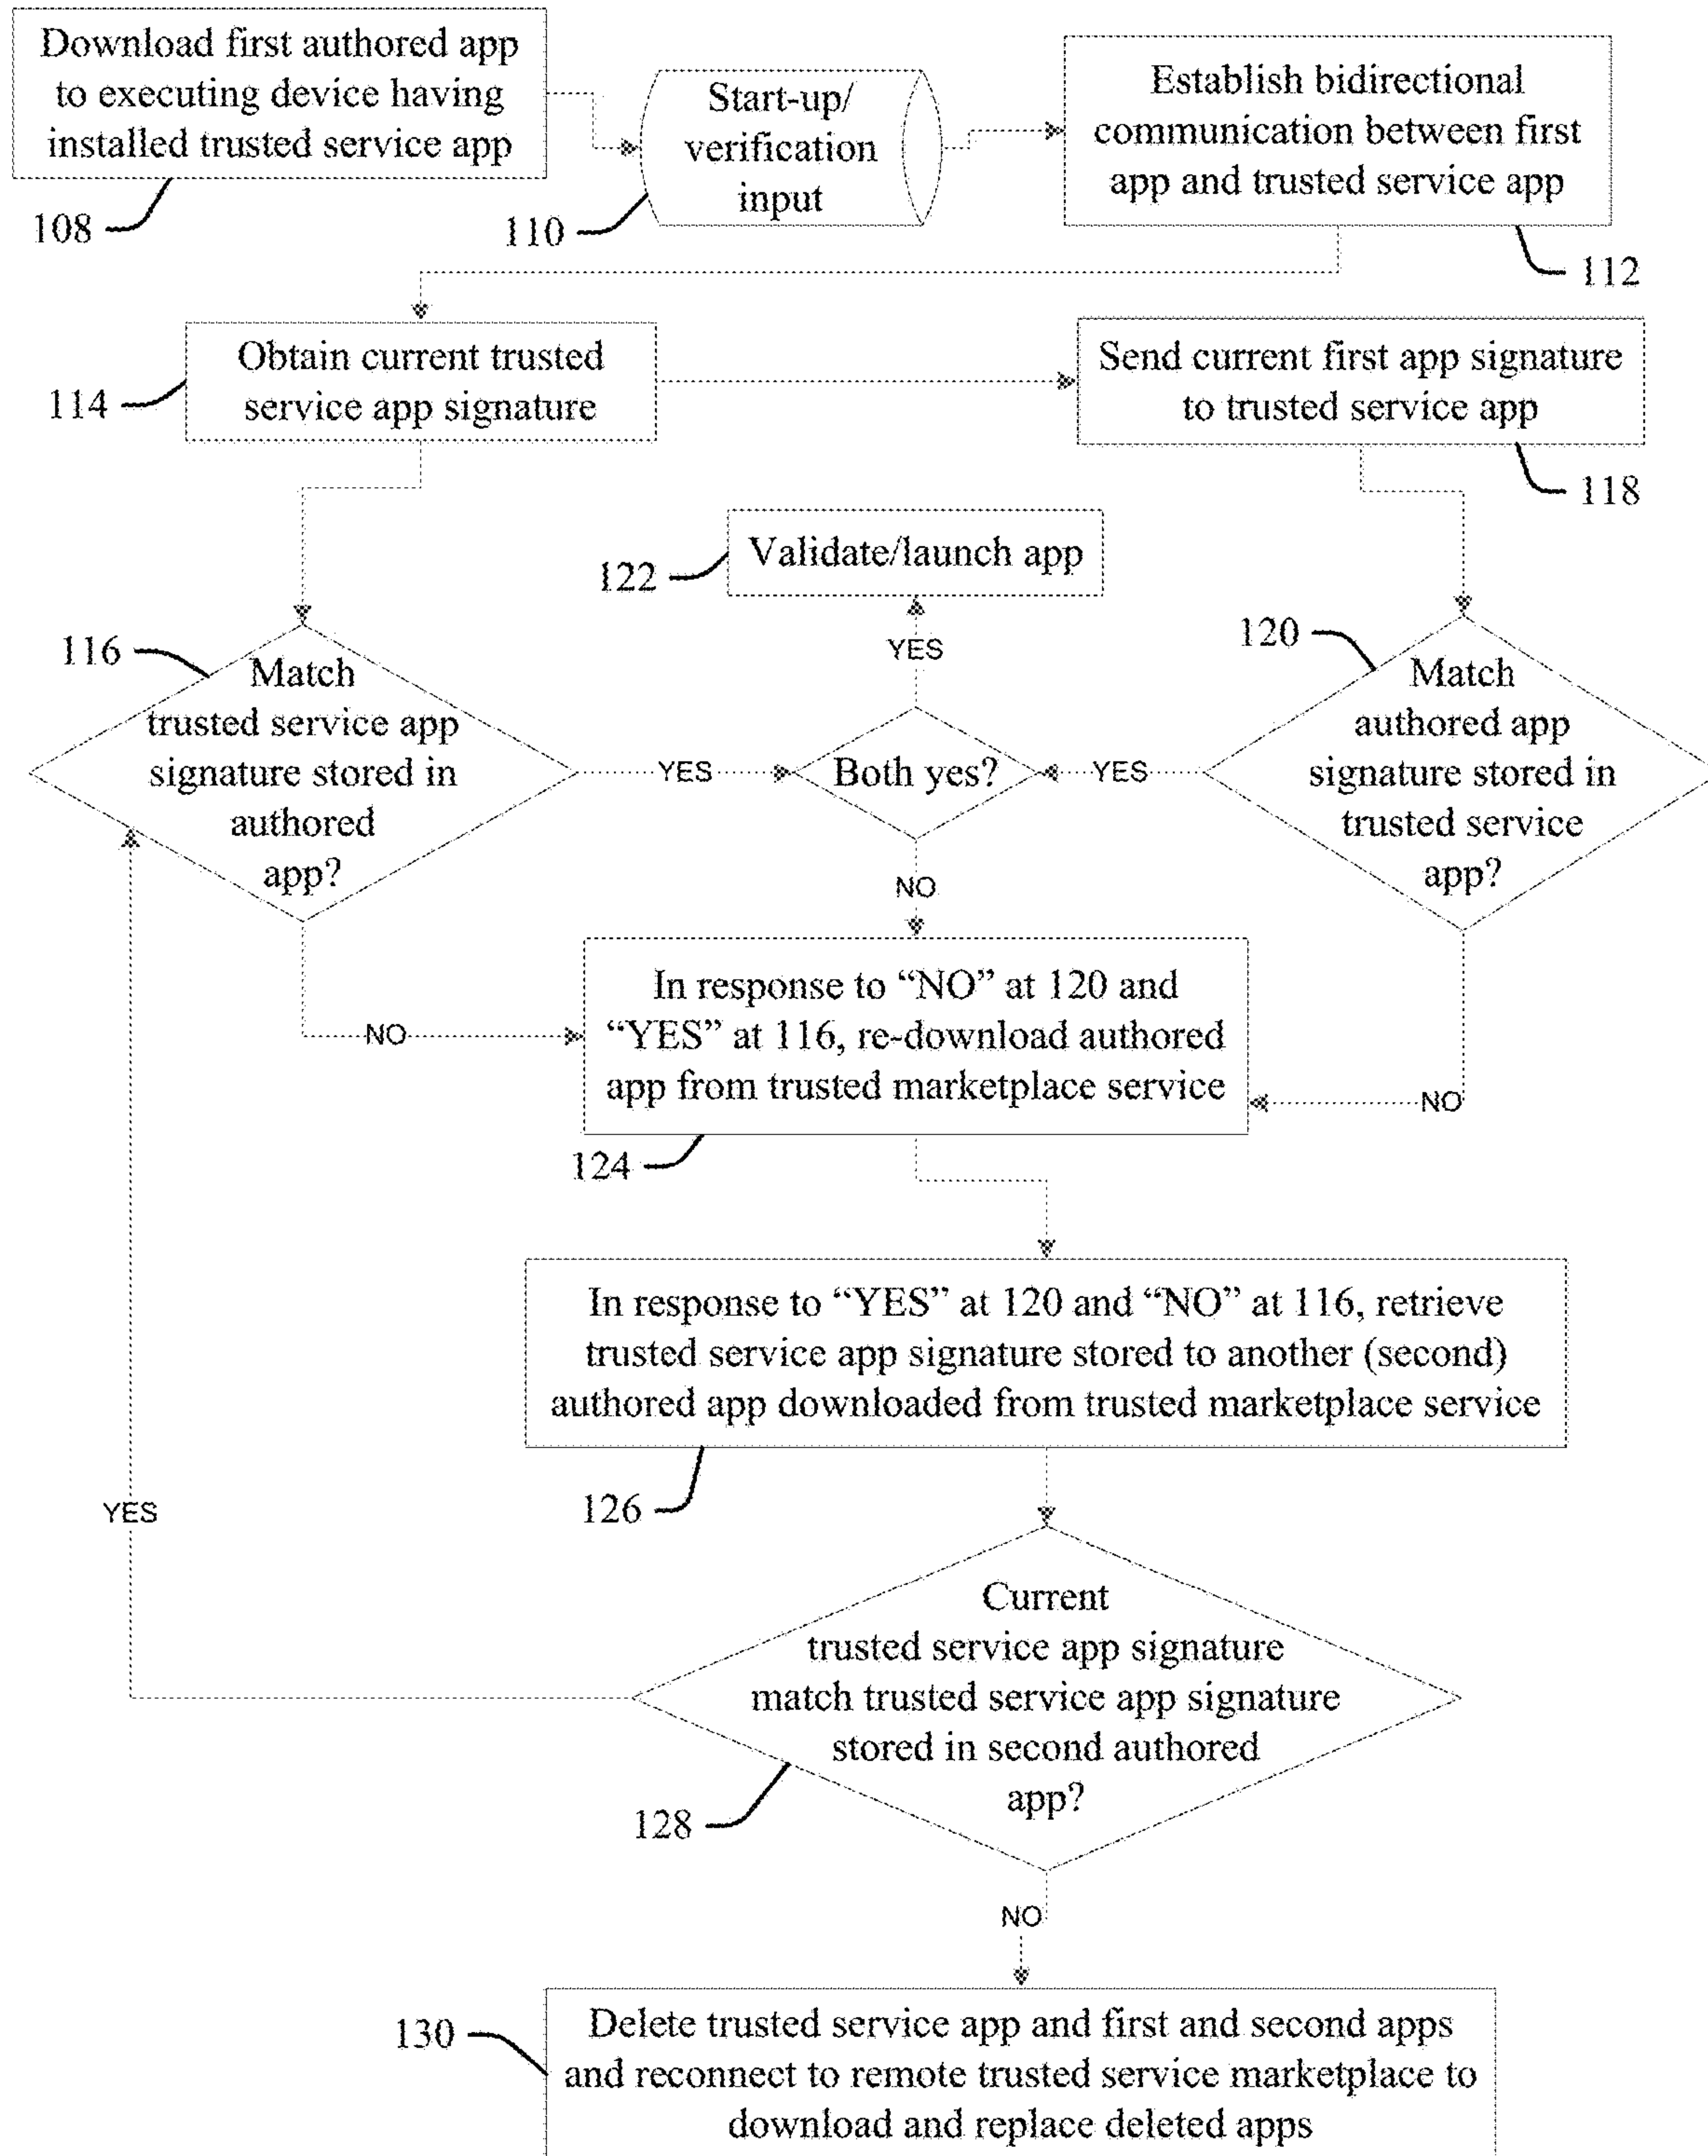 Download first authored app
to executing device having
installed trusted service app
108
Start-up/
verification
input
110
Establish bidirectional
communication between first
app and trusted service app
112
Obtain current trusted
service app signature
114
Send current first app signature
to trusted service app
118
Validate/launch app
122
YES
116
Match
trusted service app
signature stored in
authored
app?
YES
Both yes?
YES
120
Match
authored app
signature stored in
trusted service
app?
NO
NO
NO
In response to “NO” at 120 and
“YES” at 116, re-download authored
app from trusted marketplace service
124
In response to “YES” at 120 and “NO” at 116, retrieve
trusted service app signature stored to another (second)
authored app downloaded from trusted marketplace service
126
YES
Current
trusted service app signature
match trusted service app signature
stored in second authored
app?
128
NO
130
Delete trusted service app and first and second apps
and reconnect to remote trusted service marketplace to
download and replace deleted apps